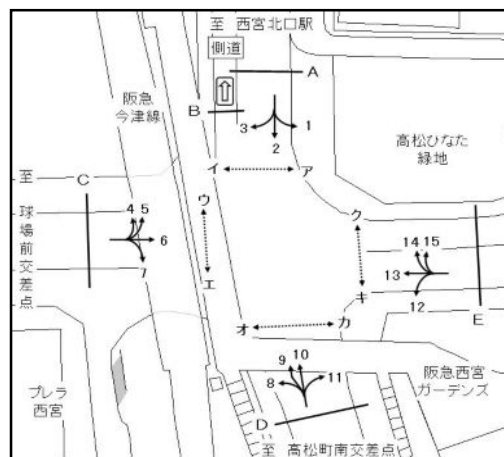 至 西宮北口駅
側道
A
阪急
今津線
B
3
2
1
高松ひなた
緑地
イ
ア
至
球場前交差点
C
ウ
ク
4
5
6
7
14
15
13
12
エ
キ
オ
カ
E
9
10
8
11
阪急西宮
ガーデンズ
プレラ
西宮
D
至 高松町南交差点